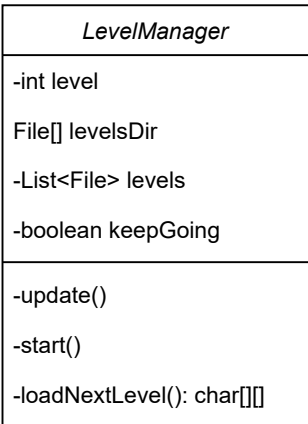 LevelManager
-int level
File[] levelsDir
-List<File> levels
-boolean keepGoing
-update()
-start()
-loadNextLevel(): char[][]